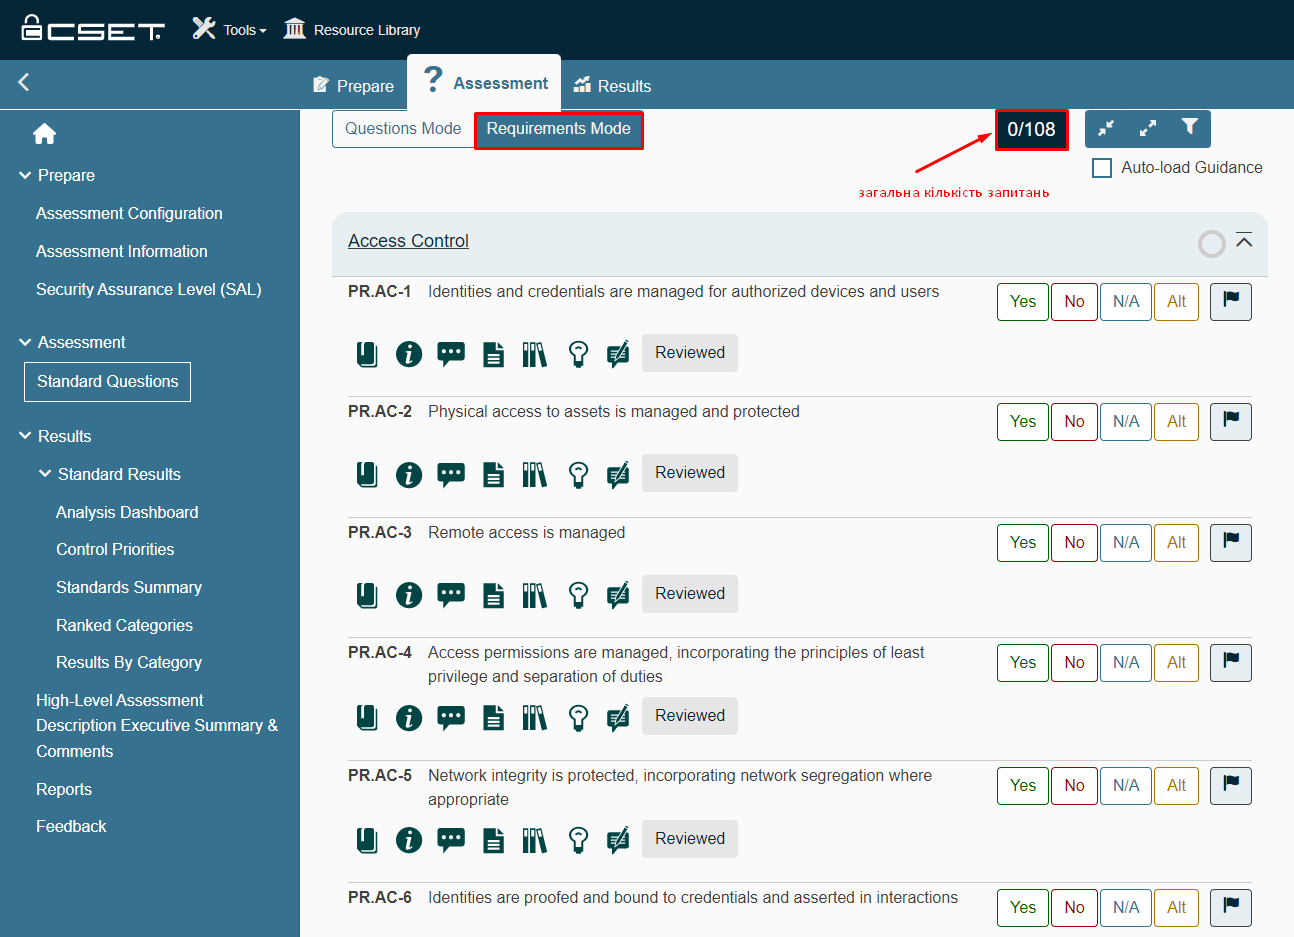 CSET
Tools
Resource Library
Prepare
? Assessment
Results
Questions Mode
Requirements Mode
0/108
Auto-load Guidance
загальна кількість запитань
Prepare
Assessment Configuration
Assessment Information
Security Assurance Level (SAL)
Assessment
Standard Questions
Results
Standard Results
Analysis Dashboard
Control Priorities
Standards Summary
Ranked Categories
Results By Category
High-Level Assessment
Description Executive Summary &
Comments
Reports
Feedback
Access Control
PR.AC-1 Identities and credentials are managed for authorized devices and users
Yes No N/A Alt
Reviewed
PR.AC-2 Physical access to assets is managed and protected
Yes No N/A Alt
Reviewed
PR.AC-3 Remote access is managed
Yes No N/A Alt
Reviewed
PR.AC-4 Access permissions are managed, incorporating the principles of least
privilege and separation of duties
Yes No N/A Alt
Reviewed
PR.AC-5 Network integrity is protected, incorporating network segregation where
appropriate
Yes No N/A Alt
Reviewed
PR.AC-6 Identities are proofed and bound to credentials and asserted in interactions
Yes No N/A Alt